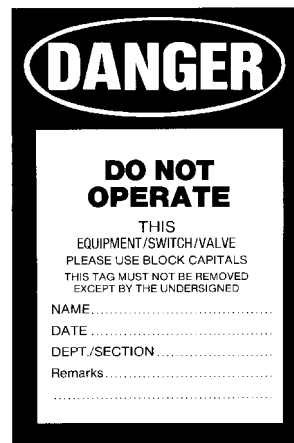 DANGER
DO NOT
OPERATE
THIS
EQUIPMENT/SWITCH/VALVE
PLEASE USE BLOCK CAPITALS
THIS TAG MUST NOT BE REMOVED
EXCEPT BY THE UNDERSIGNED
NAME
DATE
DEPT./SECTION
Remarks